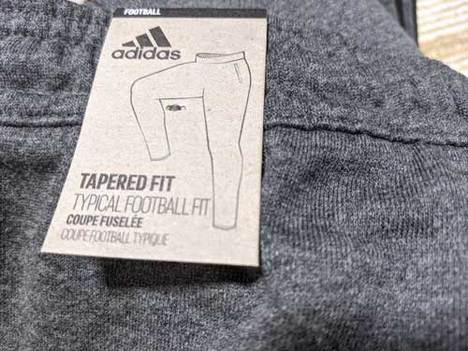 FOOTBALL
adidas
TAPERED FIT
TYPICAL FOOTBALL FIT
COUPE FUSELÉE
COUPE FOOTBALL TYPIQUE